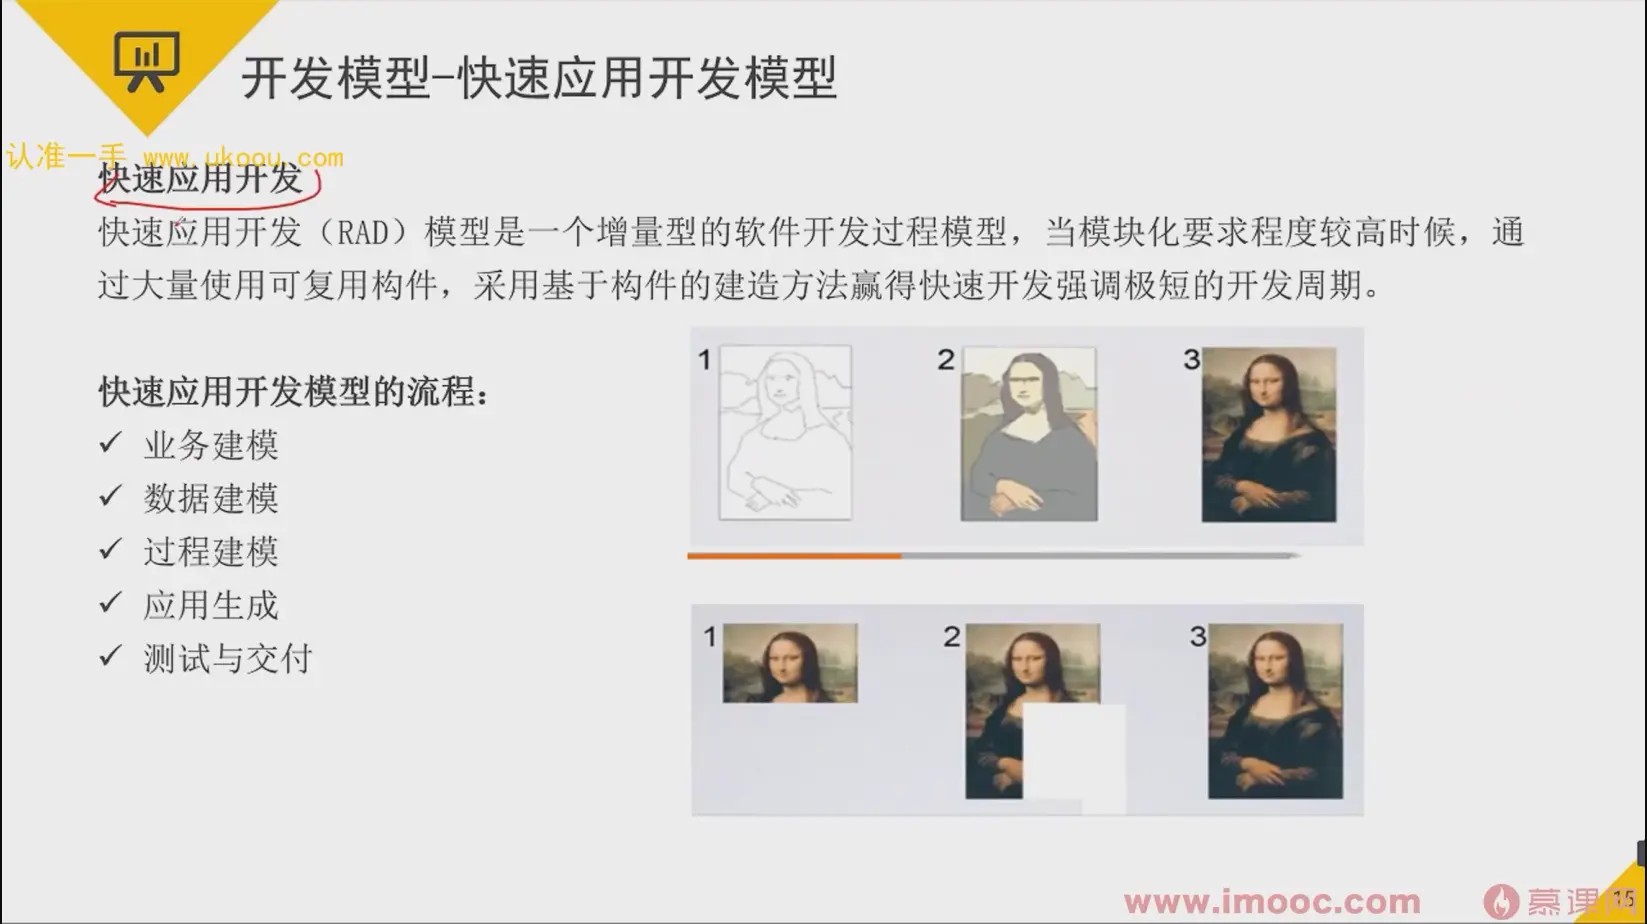 开发模型-快速应用开发模型
认准一手 www.ukoou.com
快速应用开发
快速应用开发（RAD）模型是一个增量型的软件开发过程模型，当模块化要求程度较高时候，通
过大量使用可复用构件，采用基于构件的建造方法赢得快速开发强调极短的开发周期。
快速应用开发模型的流程：
✓ 业务建模
✓ 数据建模
✓ 过程建模
✓ 应用生成
✓ 测试与交付
1 2 3
1 2 3
www.imooc.com 慕课网 15